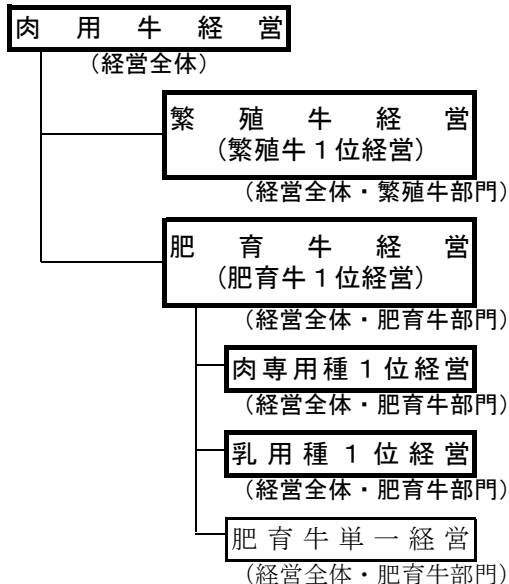 肉用牛経営
（経営全体）
繁殖牛経営
（繁殖牛１位経営）
（経営全体・繁殖牛部門）
肥育牛経営
（肥育牛１位経営）
（経営全体・肥育牛部門）
肉専用種１位経営
（経営全体・肥育牛部門）
乳用種１位経営
（経営全体・肥育牛部門）
肥育牛単一経営
（経営全体・肥育牛部門）